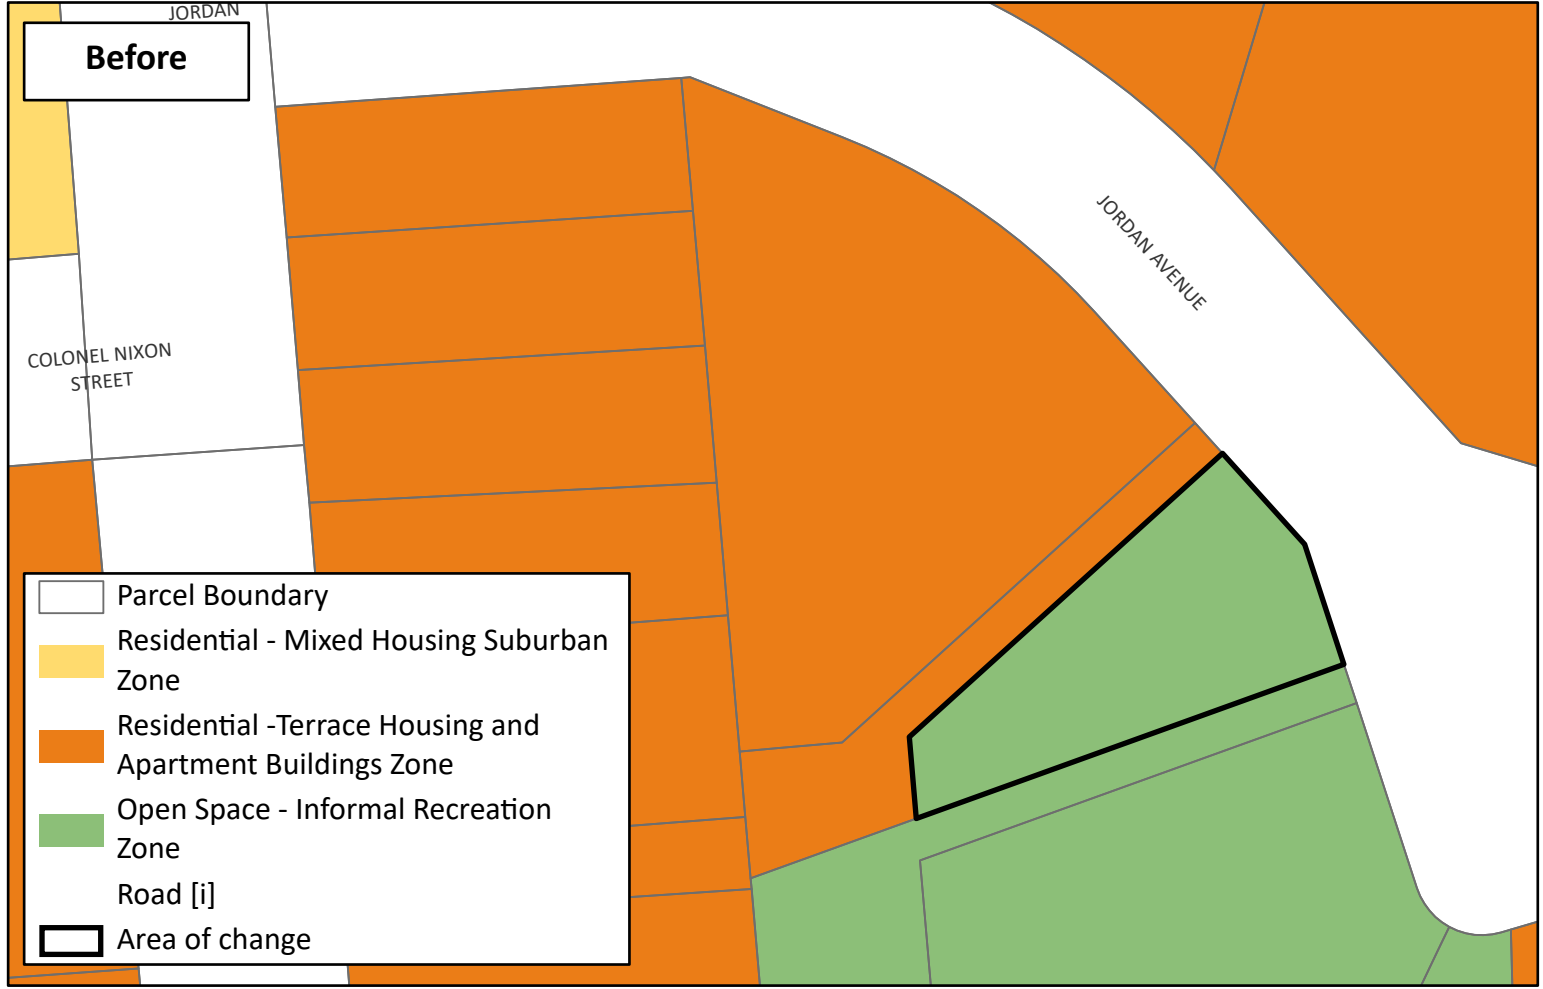 JORDAN
Before
JORDAN AVENUE
COLONEL NIXON
STREET
Parcel Boundary
Residential - Mixed Housing Suburban
Zone
Residential -Terrace Housing and
Apartment Buildings Zone
Open Space - Informal Recreation
Zone
Road [i]
Area of change